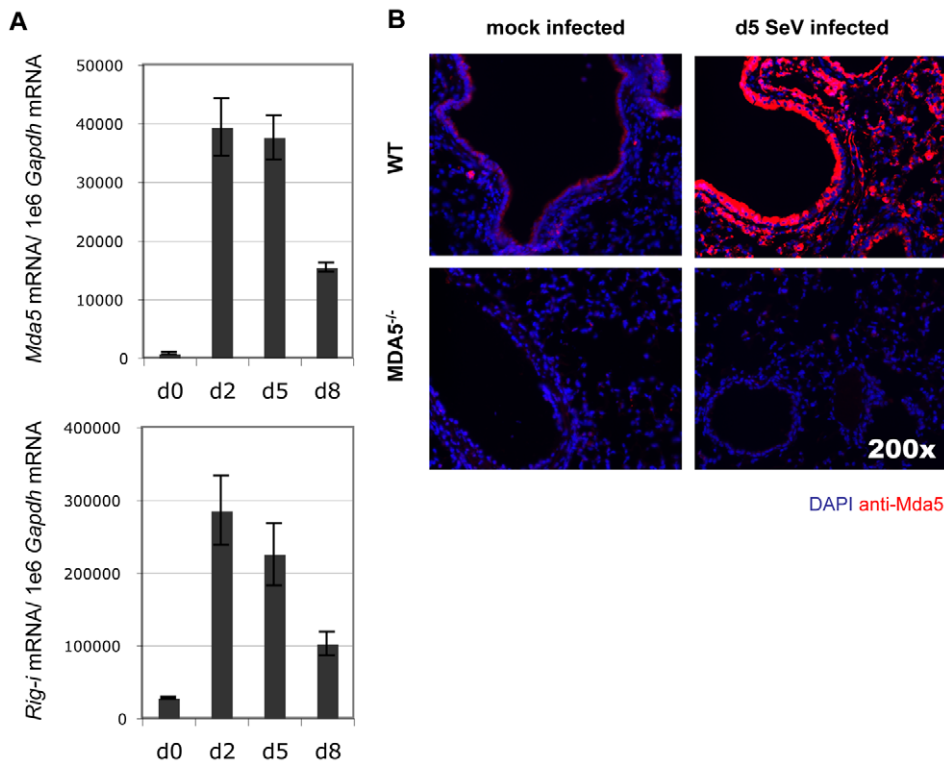 A
Mda5 mRNA/ 1e6 Gapdh mRNA
50000
40000
30000
20000
10000
0
d0 d2 d5 d8
Rig-i mRNA/ 1e6 Gapdh mRNA
400000
300000
200000
100000
0
d0 d2 d5 d8
B
mock infected d5 SeV infected
WT
MDA5-/-
200x
DAPI anti-Mda5